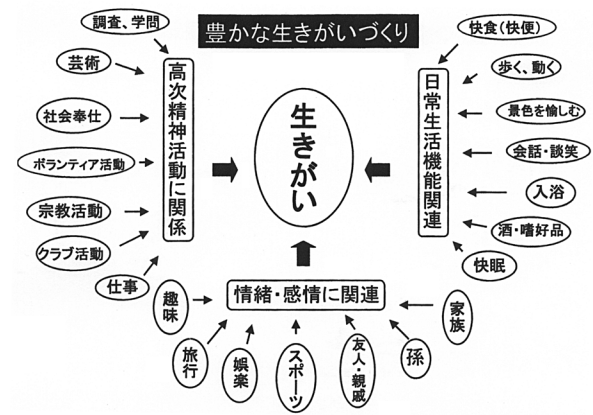 豊かな生きがいづくり
調査、学問
芸術
社会奉仕
ボランティア活動
宗教活動
クラブ活動
仕事
高次精神活動に関係
生きがい
日常生活機能関連
快食(快便)
歩く、動く
景色を愉しむ
会話・談笑
入浴
酒・嗜好品
快眠
情緒・感情に関連
趣味
旅行
娯楽
スポーツ
友人・親戚
孫
家族